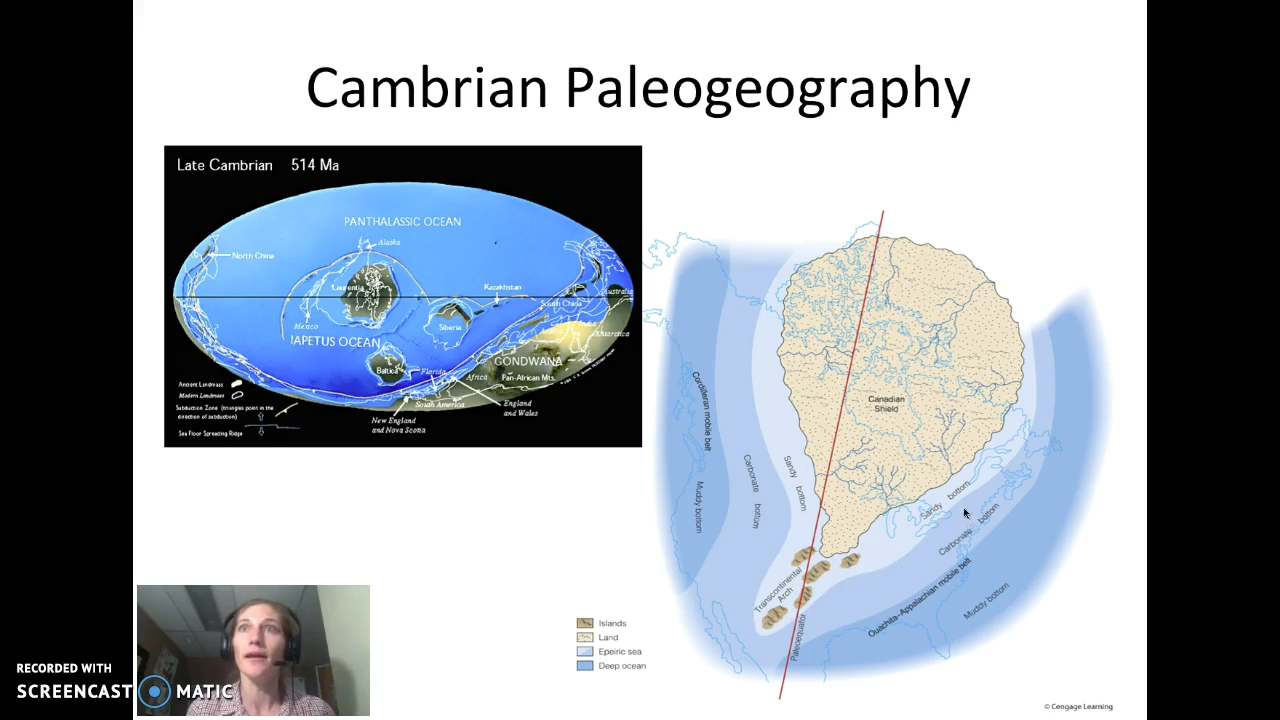 Cambrian Paleogeography
Late Cambrian 514 Ma
PANTHALASSIC OCEAN
Alaska
North China
Laurentia
Kazakhstan
South China
Australia
Mexico
Siberia
Antarctica
IAPETUS OCEAN
GONDWANA
Baltica
Florida
Africa
Pan-African Mts.
Ancient Landmass
Modern Landmass
South America
England
and Wales
Subduction Zone (triangles point in the
direction of subduction)
New England
and Nova Scotia
Sea Floor Spreading Ridge
Canadian
Shield
Cordilleran mobile belt
Muddy bottom
Carbonate bottom
Sandy bottom
Sandy bottom
Carbonate bottom
Ouachita–Appalachian mobile belt
Muddy bottom
Transcontinental
Arch
Paleoequator
Islands
Land
Epeiric sea
Deep ocean
© Cengage Learning
RECORDED WITH
SCREENCAST MATIC